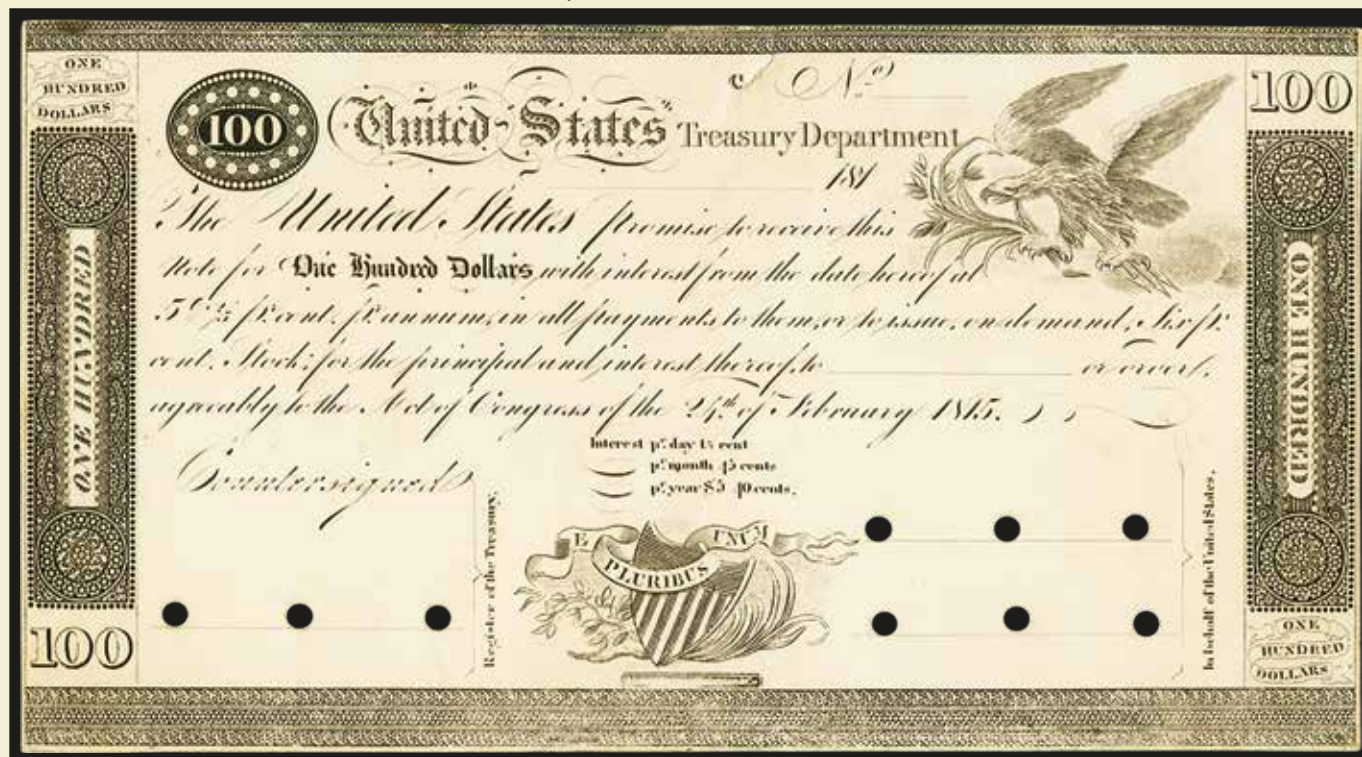 ONE
HUNDRED
DOLLARS
100
United States Treasury Department
C No
100
181
The United States promise to receive this
Note for One Hundred Dollars with interest from the date hereof at
5 2/5 pr. cent. pr. annum, in all payments to them, or to issue, on demand, Six pr.
cent. Stock, for the principal and interest thereof, to or order,
agreeably to the Act of Congress of the 24th. of February 1815.
Interest pr. day 1½ cent
pr. month 45 cents
pr. year $5 40 cents.
Countersigned
Register of the Treasury.
E PLURIBUS UNUM
In behalf of the United States.
ONE HUNDRED
ONE HUNDRED
100
ONE
HUNDRED
DOLLARS